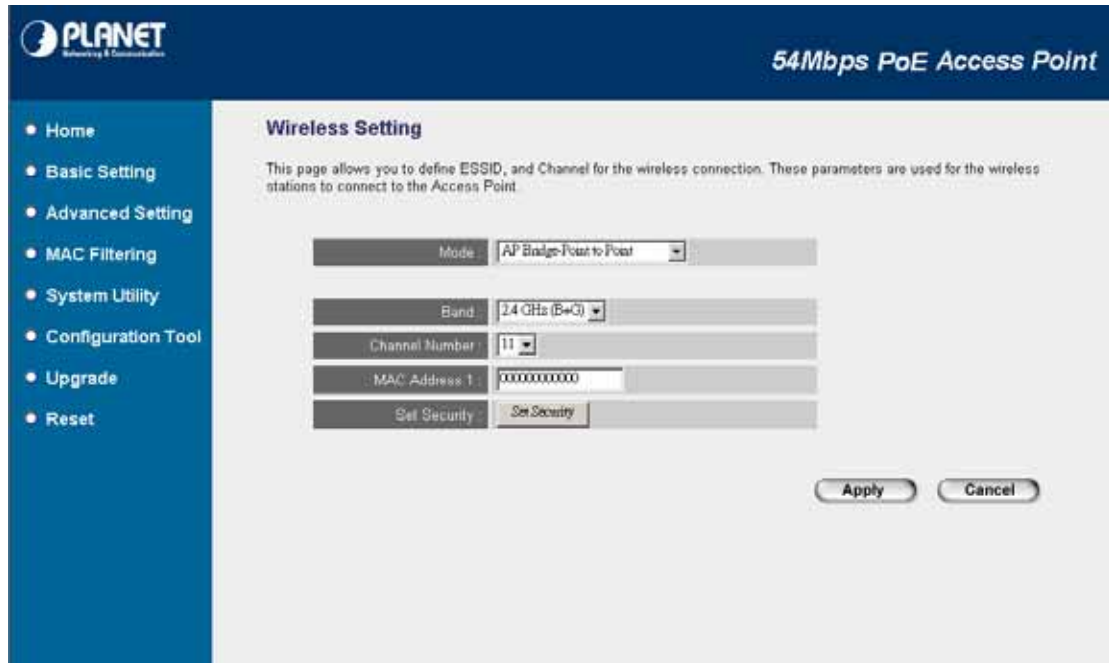 PLANET
Networking & Communication
54Mbps PoE Access Point
Home
Basic Setting
Advanced Setting
MAC Filtering
System Utility
Configuration Tool
Upgrade
Reset
Wireless Setting
This page allows you to define ESSID, and Channel for the wireless connection. These parameters are used for the wireless
stations to connect to the Access Point.
Mode : AP Bridge-Point to Point
Band : 2.4 GHz (B+G)
Channel Number : 11
MAC Address 1 : 000000000000
Set Security : Set Security
Apply Cancel